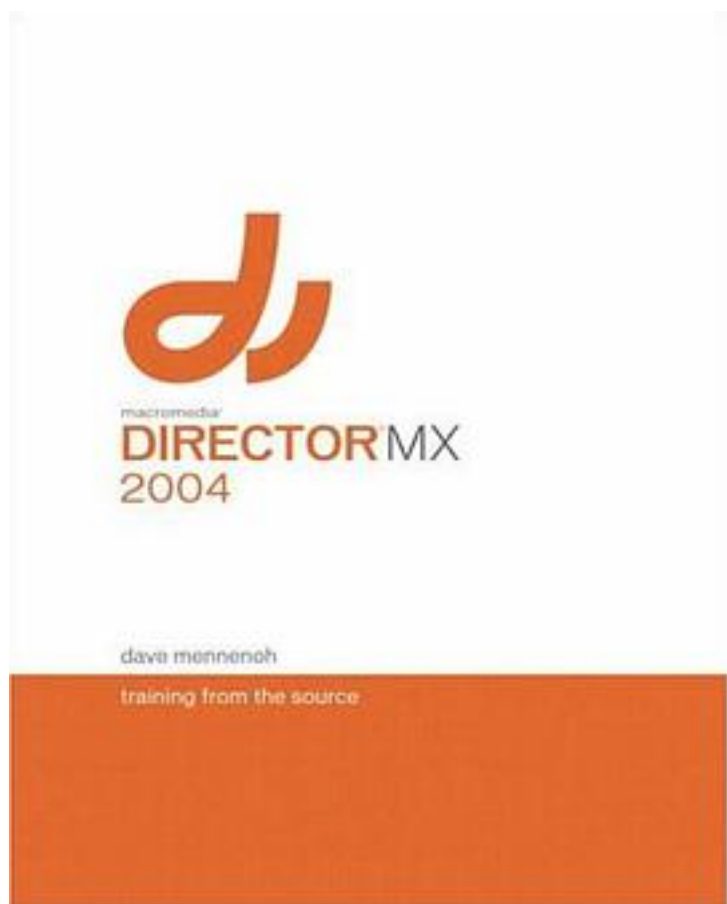 macromedia®
DIRECTOR® MX
2004
dave mennenoh
training from the source